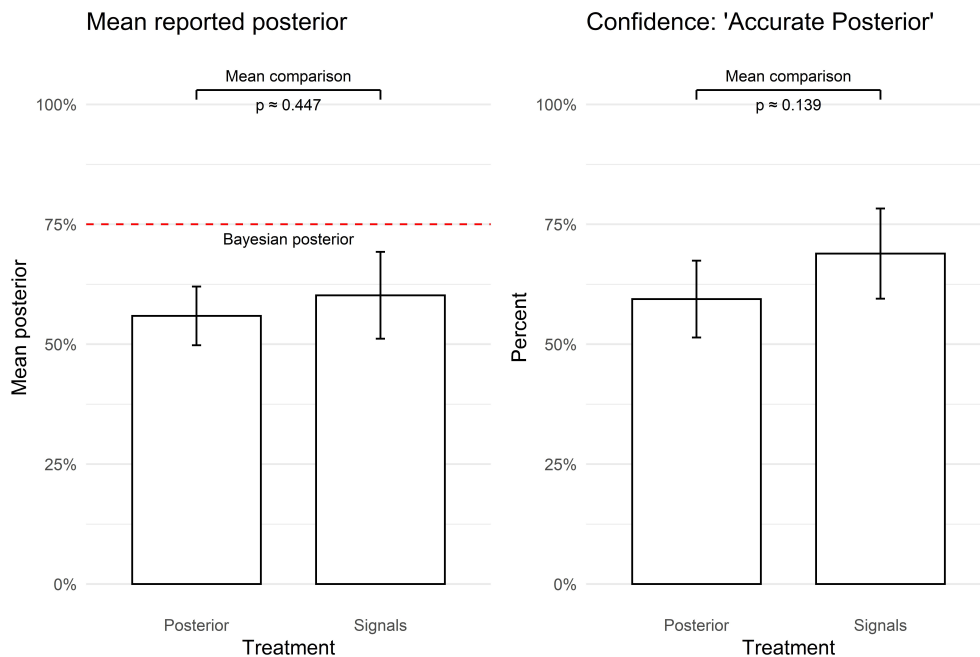 Mean reported posterior
Mean comparison
p ≈ 0.447
100%
75%
Bayesian posterior
50%
25%
0%
Mean posterior
Posterior Signals
Treatment
Confidence: 'Accurate Posterior'
Mean comparison
p ≈ 0.139
100%
75%
50%
25%
0%
Percent
Posterior Signals
Treatment